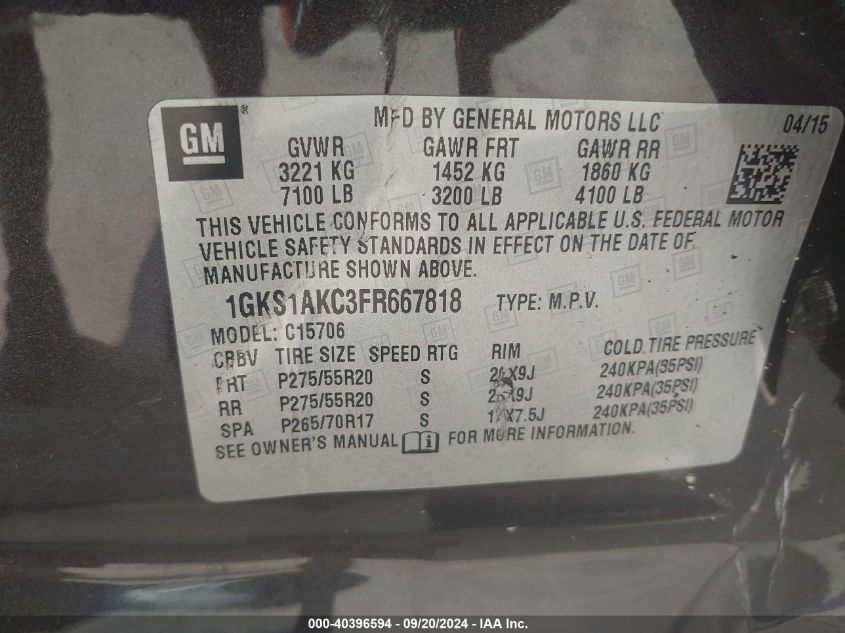 GM ® MFD BY GENERAL MOTORS LLC 04/15
GVWR GAWR FRT GAWR RR
3221 KG 1452 KG 1860 KG
7100 LB 3200 LB 4100 LB
THIS VEHICLE CONFORMS TO ALL APPLICABLE U.S. FEDERAL MOTOR
VEHICLE SAFETY STANDARDS IN EFFECT ON THE DATE OF
MANUFACTURE SHOWN ABOVE.
1GKS1AKC3FR667818 TYPE: M.P.V.
MODEL: C15706
CRBV TIRE SIZE SPEED RTG RIM COLD TIRE PRESSURE
FRT P275/55R20 S 240KPA(35PSI)
RR P275/55R20 S 240KPA(35PSI)
SPA P265/70R17 S 240KPA(35PSI)
SEE OWNER'S MANUAL i FOR MORE INFORMATION.
000-40396594 - 09/20/2024 - IAA Inc.